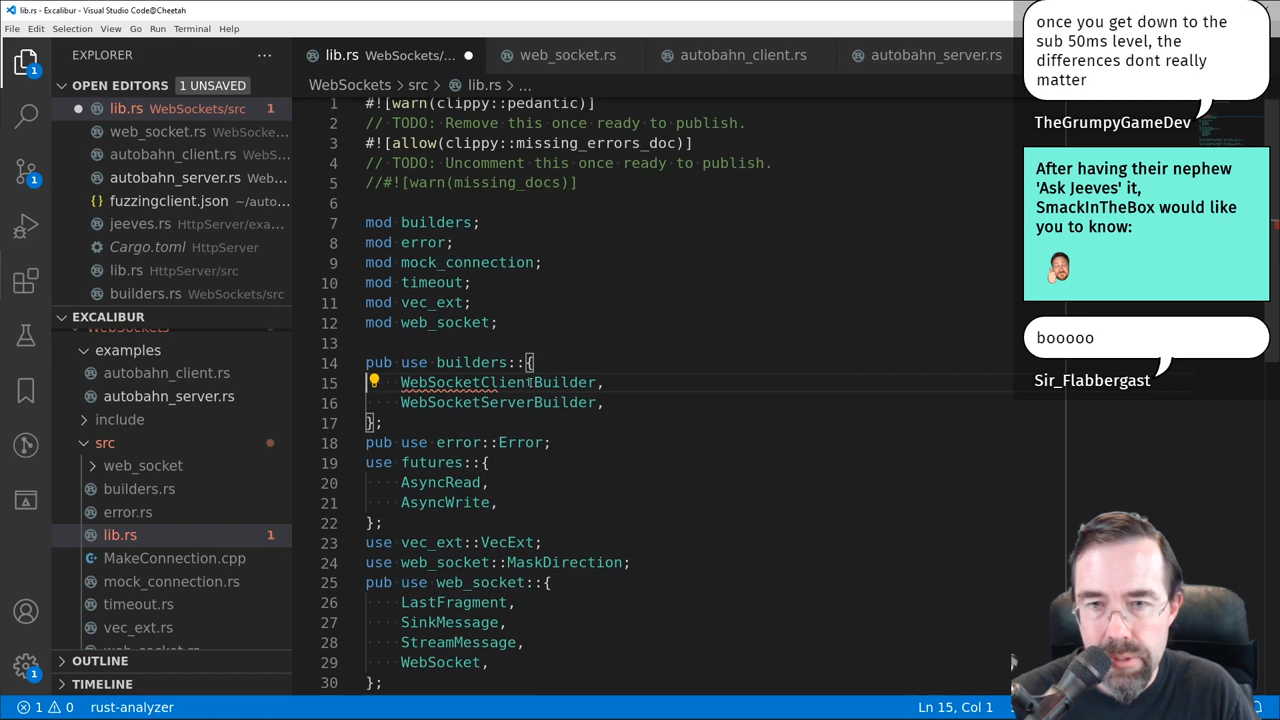 lib.rs - Excalibur - Visual Studio Code@Cheetah
File Edit Selection View Go Run Terminal Help
EXPLORER ···
OPEN EDITORS 1 UNSAVED
lib.rs WebSockets/src 1
web_socket.rs WebSocke...
autobahn_client.rs WebS...
autobahn_server.rs Web...
{} fuzzingclient.json ~/auto...
jeeves.rs HttpServer/exa...
Cargo.toml HttpServer
lib.rs HttpServer/src
builders.rs WebSockets/src
EXCALIBUR
WebSockets
examples
autobahn_client.rs
autobahn_server.rs
include
src
web_socket
builders.rs
error.rs
lib.rs 1
MakeConnection.cpp
mock_connection.rs
timeout.rs
vec_ext.rs
web_socket.rs
OUTLINE
TIMELINE
1
1
1
lib.rs WebSockets/... web_socket.rs autobahn_client.rs autobahn_server.rs
WebSockets > src > lib.rs > ...
1 #![warn(clippy::pedantic)]
2 // TODO: Remove this once ready to publish.
3 #![allow(clippy::missing_errors_doc)]
4 // TODO: Uncomment this once ready to publish.
5 //#![warn(missing_docs)]
6
7 mod builders;
8 mod error;
9 mod mock_connection;
10 mod timeout;
11 mod vec_ext;
12 mod web_socket;
13
14 pub use builders::{
15 WebSocketClientBuilder,
16 WebSocketServerBuilder,
17 };
18 pub use error::Error;
19 use futures::{
20 AsyncRead,
21 AsyncWrite,
22 };
23 use vec_ext::VecExt;
24 use web_socket::MaskDirection;
25 pub use web_socket::{
26 LastFragment,
27 SinkMessage,
28 StreamMessage,
29 WebSocket,
30 };
once you get down to the
sub 50ms level, the
differences dont really
matter
TheGrumpyGameDev
After having their nephew
'Ask Jeeves' it,
SmackInTheBox would like
you to know:
booooo
Sir_Flabbergast
1 0 rust-analyzer Ln 15, Col 1